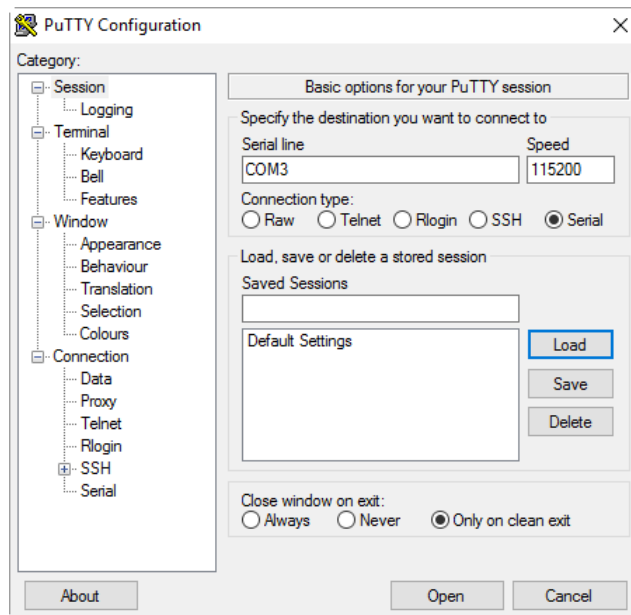 PuTTY Configuration
Category:
Session
Logging
Terminal
Keyboard
Bell
Features
Window
Appearance
Behaviour
Translation
Selection
Colours
Connection
Data
Proxy
Telnet
Rlogin
SSH
Serial
Basic options for your PuTTY session
Specify the destination you want to connect to
Serial line Speed
COM3 115200
Connection type:
Raw Telnet Rlogin SSH Serial
Load, save or delete a stored session
Saved Sessions
Default Settings
Load
Save
Delete
Close window on exit:
Always Never Only on clean exit
About Open Cancel